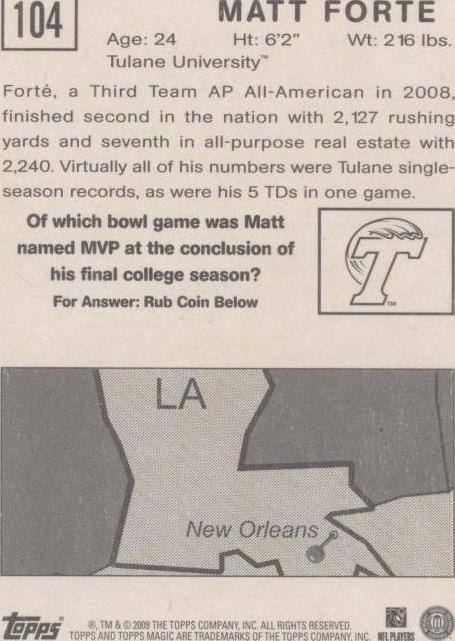 104
MATT FORTE
Age: 24 Ht: 6'2" Wt: 216 lbs.
Tulane University™
Forté, a Third Team AP All-American in 2008,
finished second in the nation with 2,127 rushing
yards and seventh in all-purpose real estate with
2,240. Virtually all of his numbers were Tulane single-
season records, as were his 5 TDs in one game.
Of which bowl game was Matt
named MVP at the conclusion of
his final college season?
For Answer: Rub Coin Below
T
TM
LA
New Orleans
Topps
®, TM & © 2009 THE TOPPS COMPANY, INC. ALL RIGHTS RESERVED.
TOPPS AND TOPPS MAGIC ARE TRADEMARKS OF THE TOPPS COMPANY, INC.
NFL PLAYERS